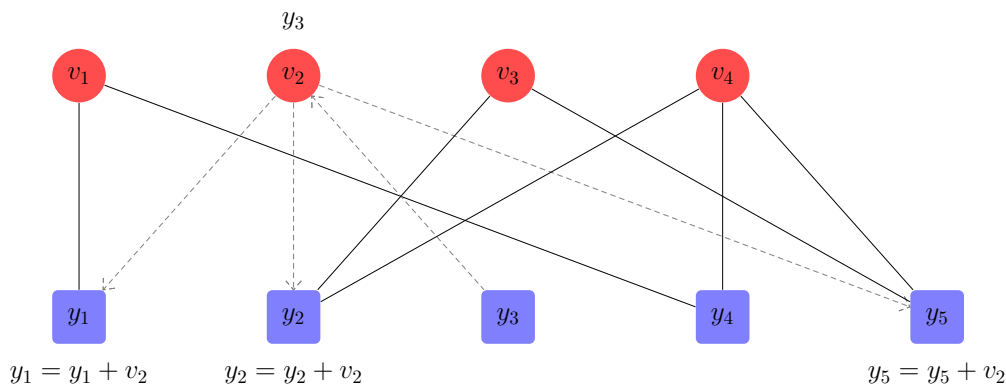 y₃
v₁ v₂ v₃ v₄
y₁ y₂ y₃ y₄ y₅
y₁ = y₁ + v₂ y₂ = y₂ + v₂ y₅ = y₅ + v₂